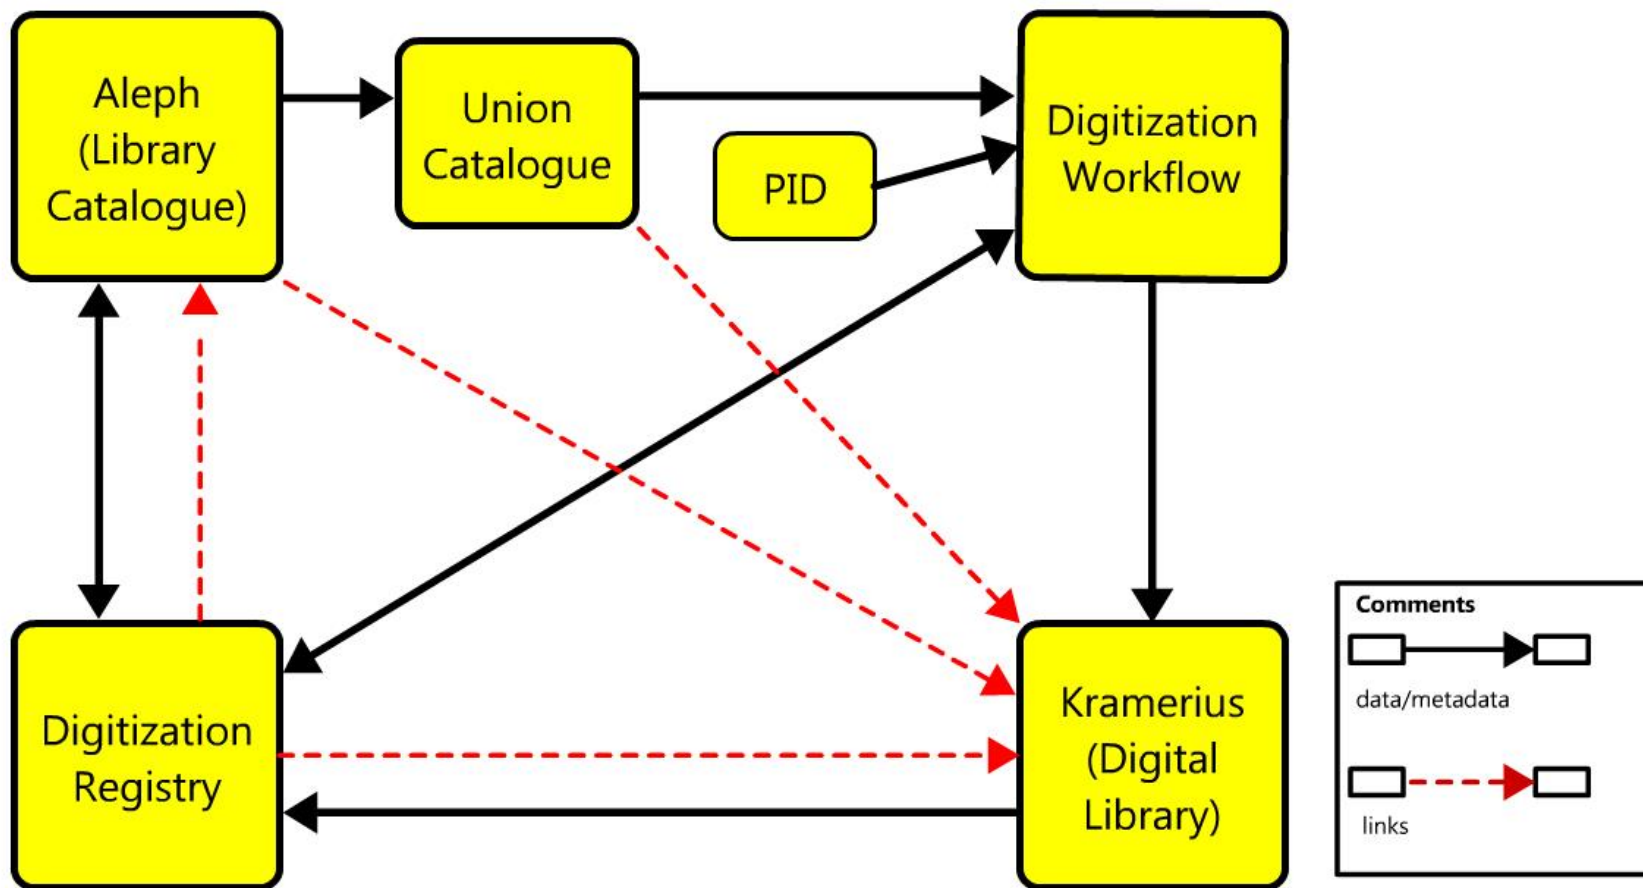 Aleph
(Library
Catalogue)
Union
Catalogue
PID
Digitization
Workflow
Digitization
Registry
Kramerius
(Digital
Library)
Comments
data/metadata
links